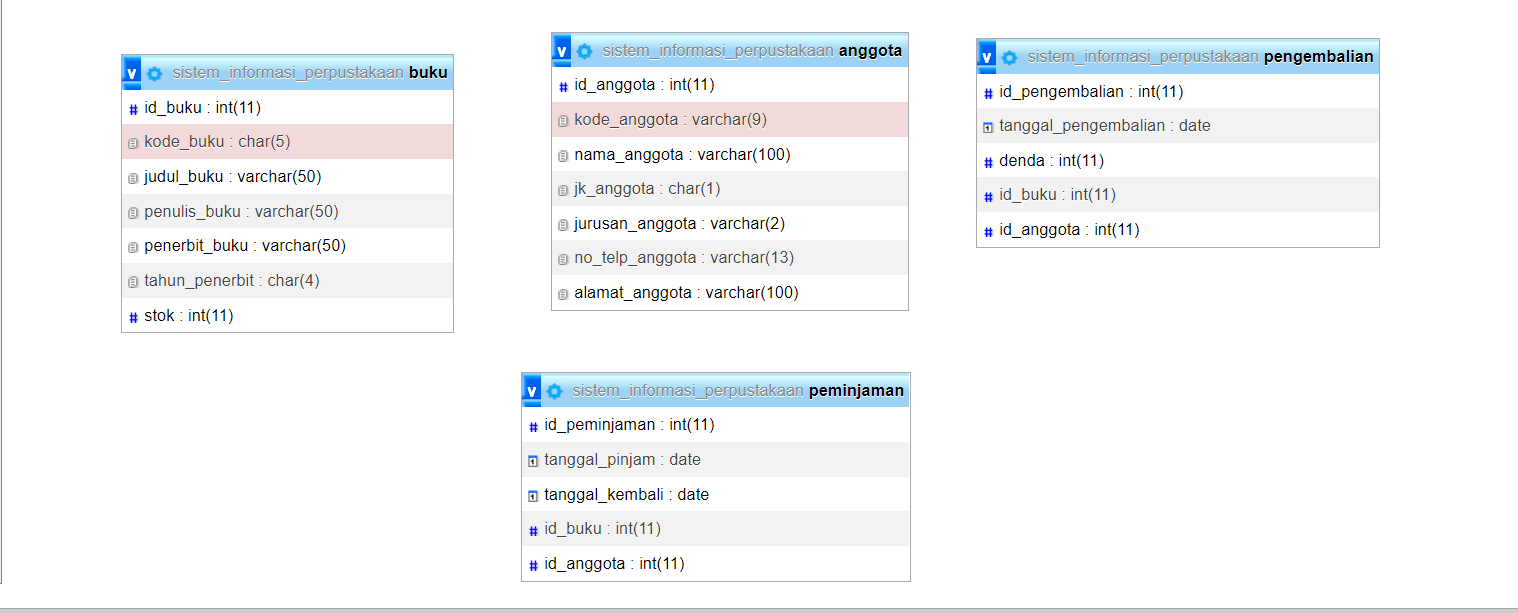 v sistem_informasi_perpustakaan buku
# id_buku : int(11)
kode_buku : char(5)
judul_buku : varchar(50)
penulis_buku : varchar(50)
penerbit_buku : varchar(50)
tahun_penerbit : char(4)
# stok : int(11)
v sistem_informasi_perpustakaan anggota
# id_anggota : int(11)
kode_anggota : varchar(9)
nama_anggota : varchar(100)
jk_anggota : char(1)
jurusan_anggota : varchar(2)
no_telp_anggota : varchar(13)
alamat_anggota : varchar(100)
v sistem_informasi_perpustakaan pengembalian
# id_pengembalian : int(11)
tanggal_pengembalian : date
# denda : int(11)
# id_buku : int(11)
# id_anggota : int(11)
v sistem_informasi_perpustakaan peminjaman
# id_peminjaman : int(11)
tanggal_pinjam : date
tanggal_kembali : date
# id_buku : int(11)
# id_anggota : int(11)